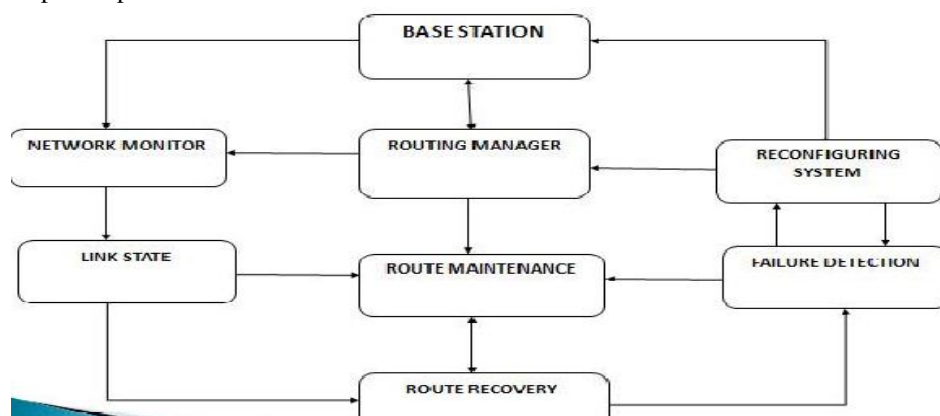 BASE STATION
NETWORK MONITOR
ROUTING MANAGER
RECONFIGURING
SYSTEM
LINK STATE
ROUTE MAINTENANCE
FAILURE DETECTION
ROUTE RECOVERY